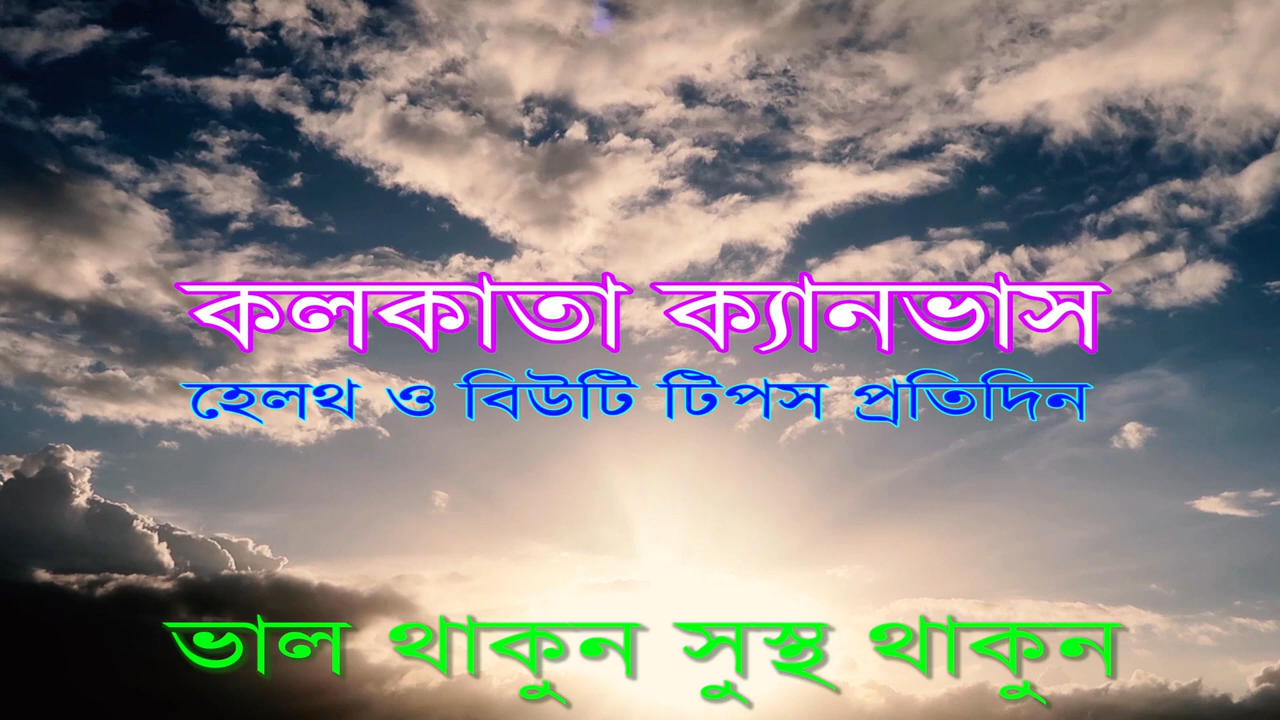 কলকাতা ক্যানভাস
হেলথ ও বিউটি টিপস প্রতিদিন
ভাল থাকুন সুস্থ থাকুন